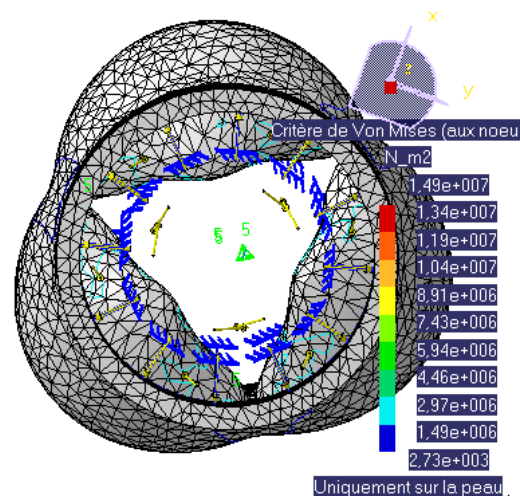 x
?
y
Critère de Von Mises (aux noeu
N_m2
1,49e+007
1,34e+007
1,19e+007
1,04e+007
8,91e+006
7,43e+006
5,94e+006
4,46e+006
2,97e+006
1,49e+006
2,73e+003
Uniquement sur la peau
5
5
5
5